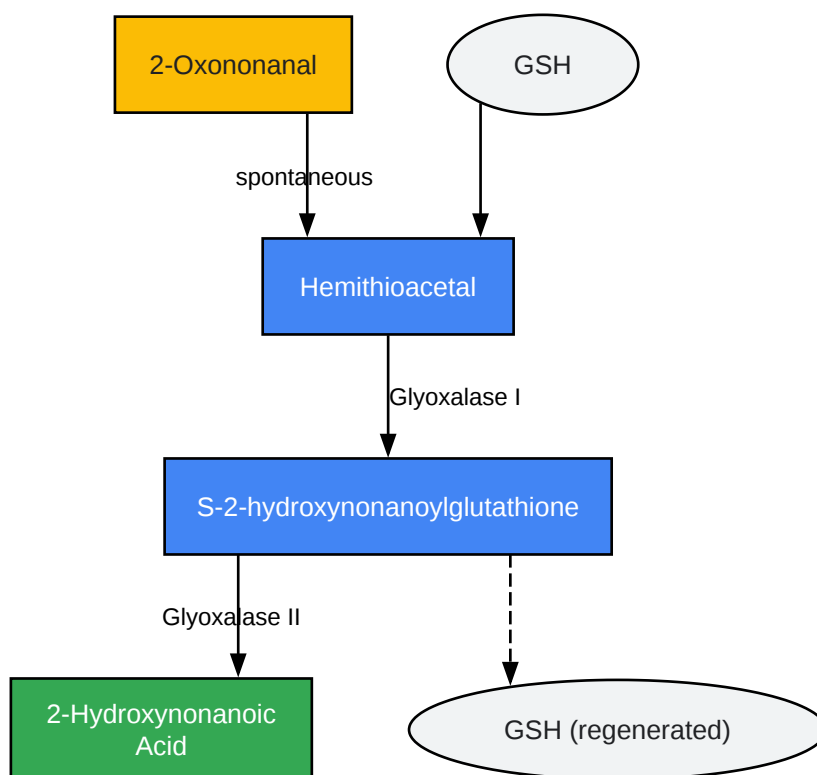 2-Oxononanal
GSH
spontaneous
Hemithioacetal
Glyoxalase I
S-2-hydroxynonanoylglutathione
Glyoxalase II
2-Hydroxynonanoic
Acid
GSH (regenerated)